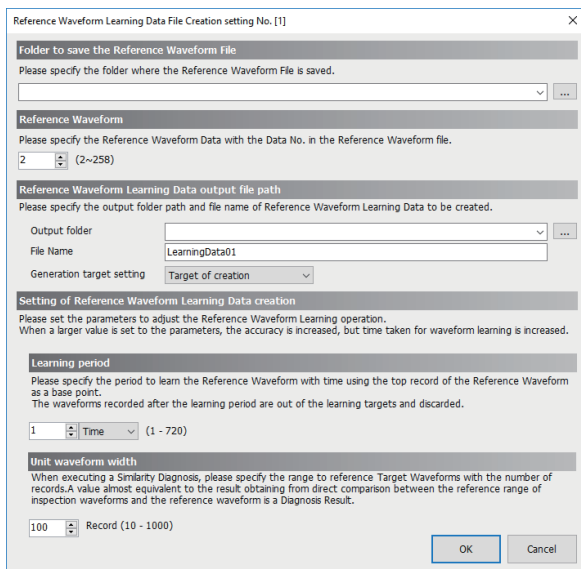 Reference Waveform Learning Data File Creation setting No. [1]
Folder to save the Reference Waveform File
Please specify the folder where the Reference Waveform File is saved.
...
Reference Waveform
Please specify the Reference Waveform Data with the Data No. in the Reference Waveform file.
2 (2~258)
Reference Waveform Learning Data output file path
Please specify the output folder path and file name of Reference Waveform Learning Data to be created.
Output folder ...
File Name LearningData01
Generation target setting Target of creation
Setting of Reference Waveform Learning Data creation
Please set the parameters to adjust the Reference Waveform Learning operation.
When a larger value is set to the parameters, the accuracy is increased, but time taken for waveform learning is increased.
Learning period
Please specify the period to learn the Reference Waveform with time using the top record of the Reference Waveform
as a base point.
The waveforms recorded after the learning period are out of the learning targets and discarded.
1 Time (1 - 720)
Unit waveform width
When executing a Similarity Diagnosis, please specify the range to reference Target Waveforms with the number of
records.A value almost equivalent to the result obtaining from direct comparison between the reference range of
inspection waveforms and the reference waveform is a Diagnosis Result.
100 Record (10 - 1000)
OK Cancel